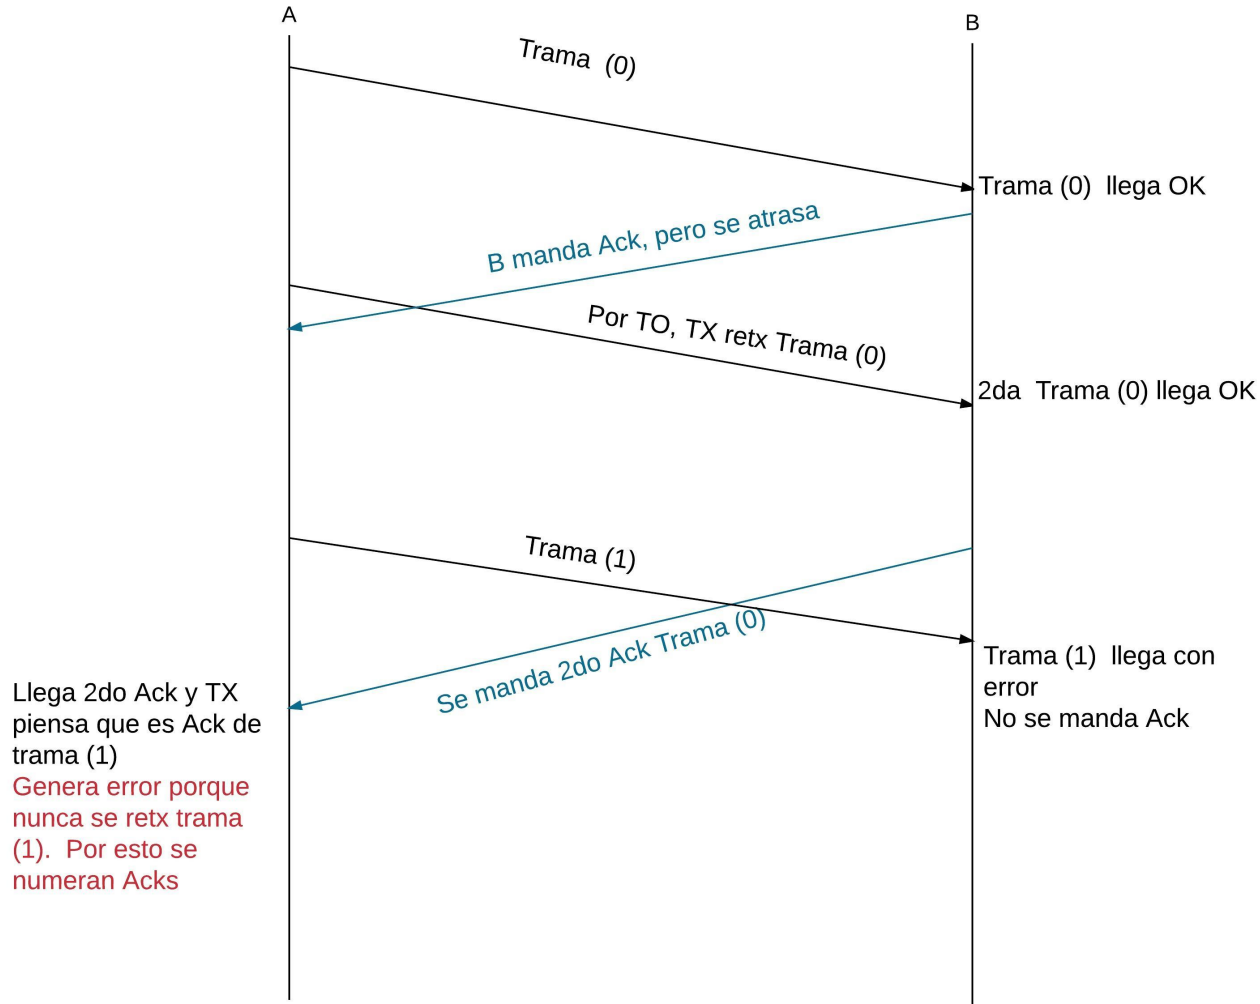 A
B
Trama  (0)
Trama (0)  llega OK
B manda Ack, pero se atrasa
Por TO, TX retx Trama (0)
2da  Trama (0) llega OK
Trama (1)
Se manda 2do Ack Trama (0)
Trama (1)  llega con
error
No se manda Ack
Llega 2do Ack y TX
piensa que es Ack de
trama (1)
Genera error porque
nunca se retx trama
(1).  Por esto se
numeran Acks